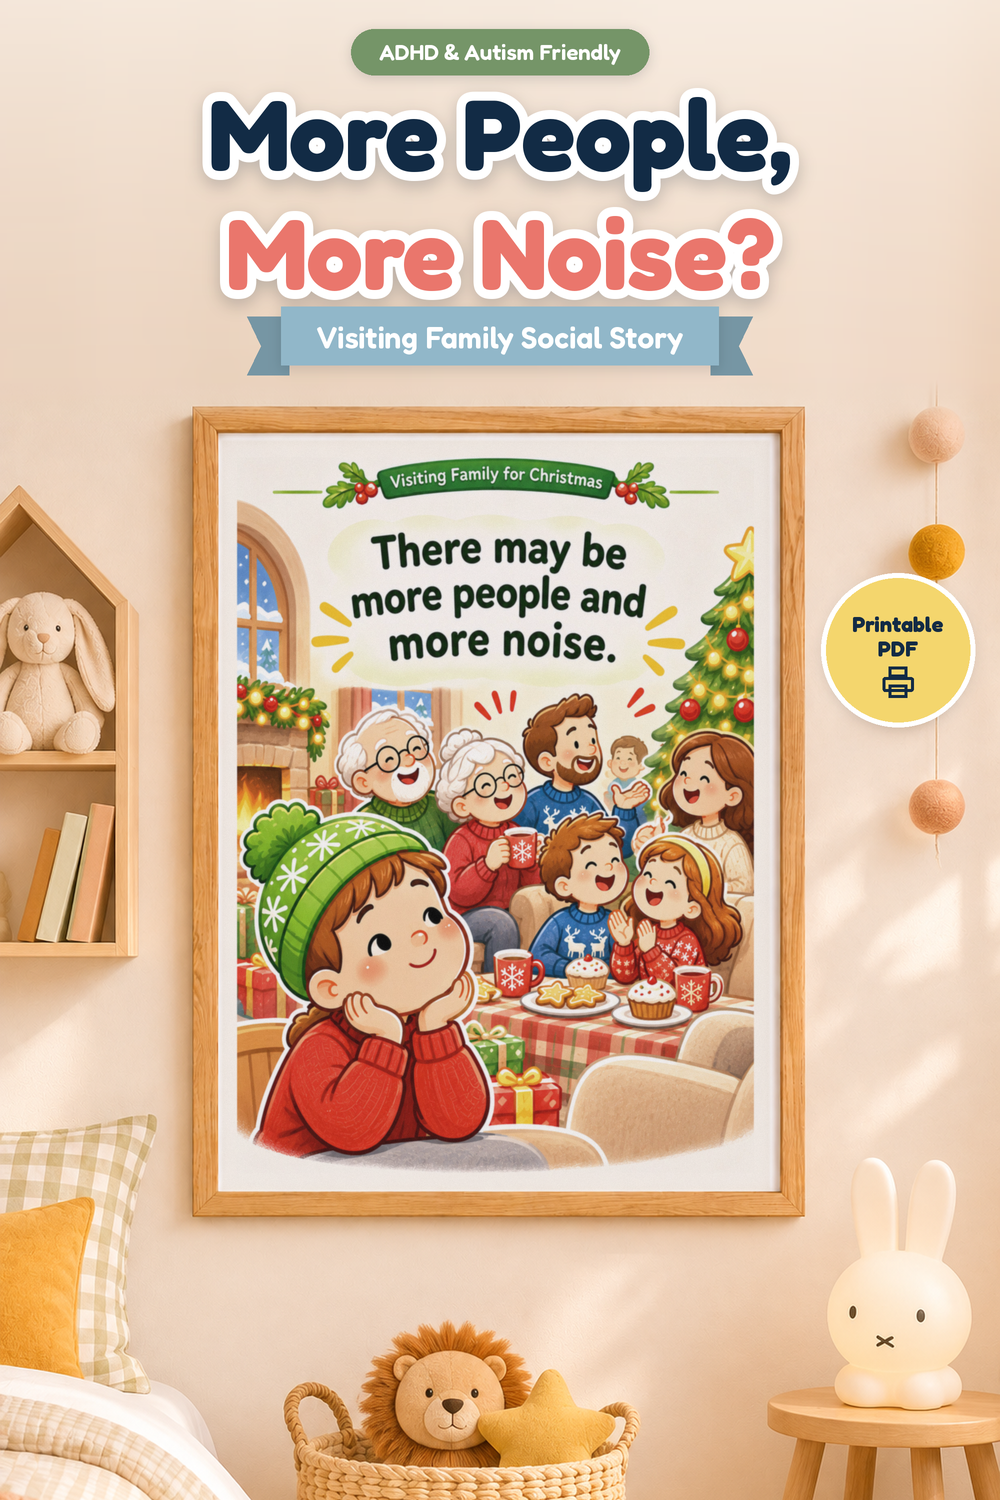 ADHD & Autism Friendly
More People,
More Noise?
Visiting Family Social Story
Visiting Family for Christmas
There may be
more people and
more noise.
Printable
PDF